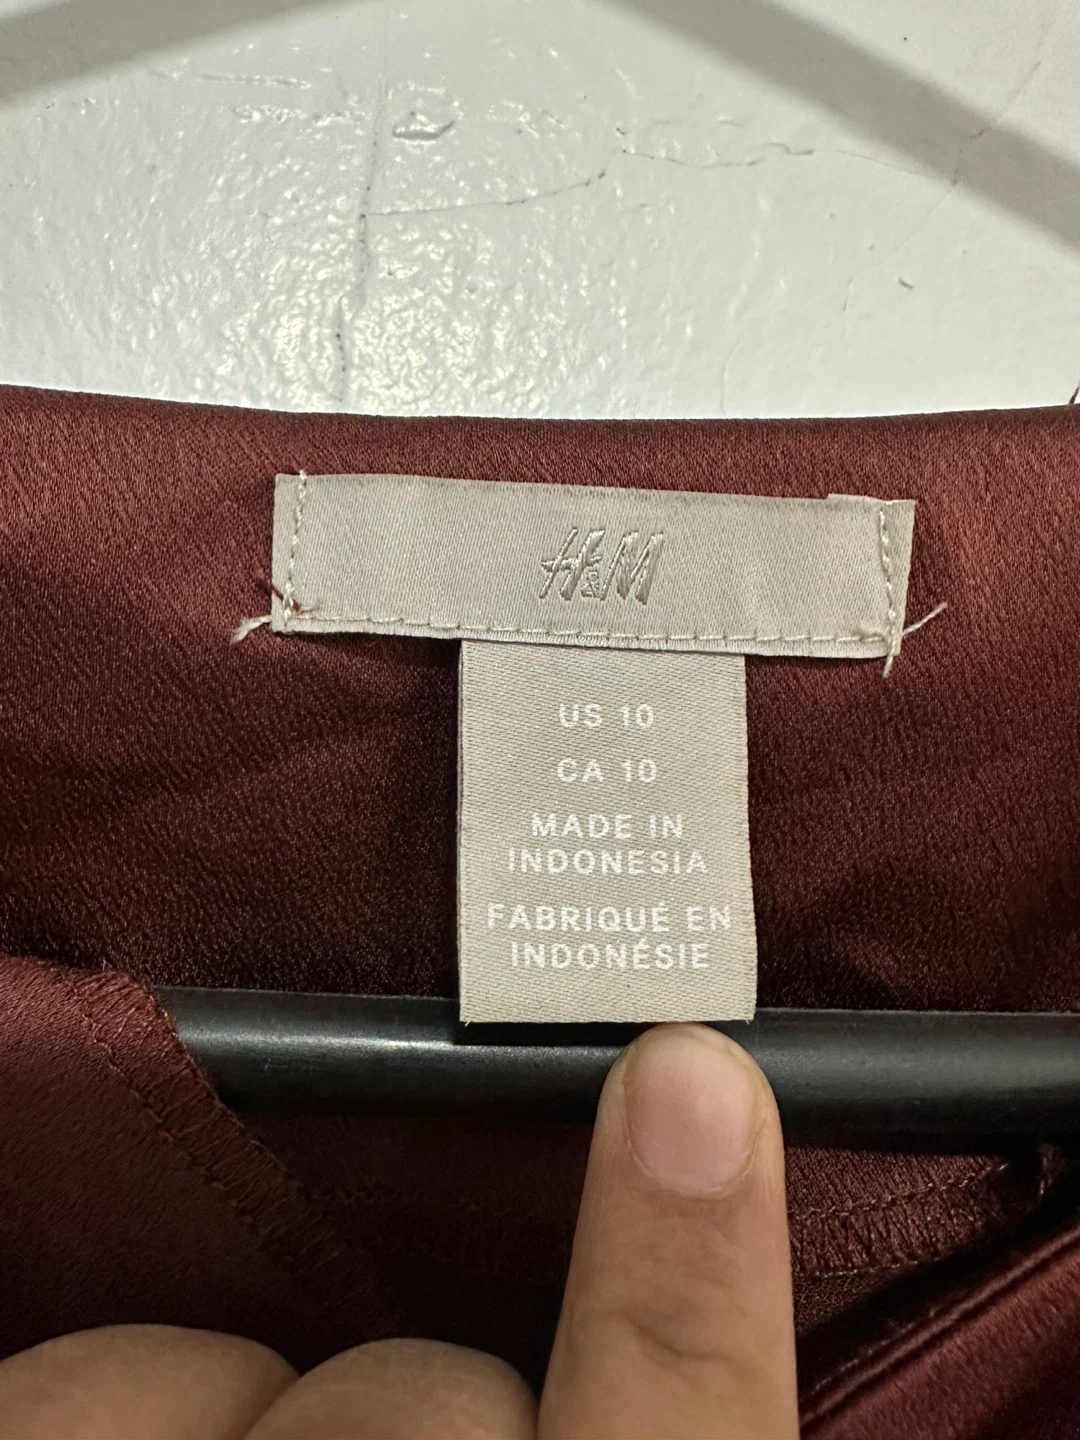 H&M
US 10
CA 10
MADE IN
INDONESIA
FABRIQUÉ EN
INDONÉSIE